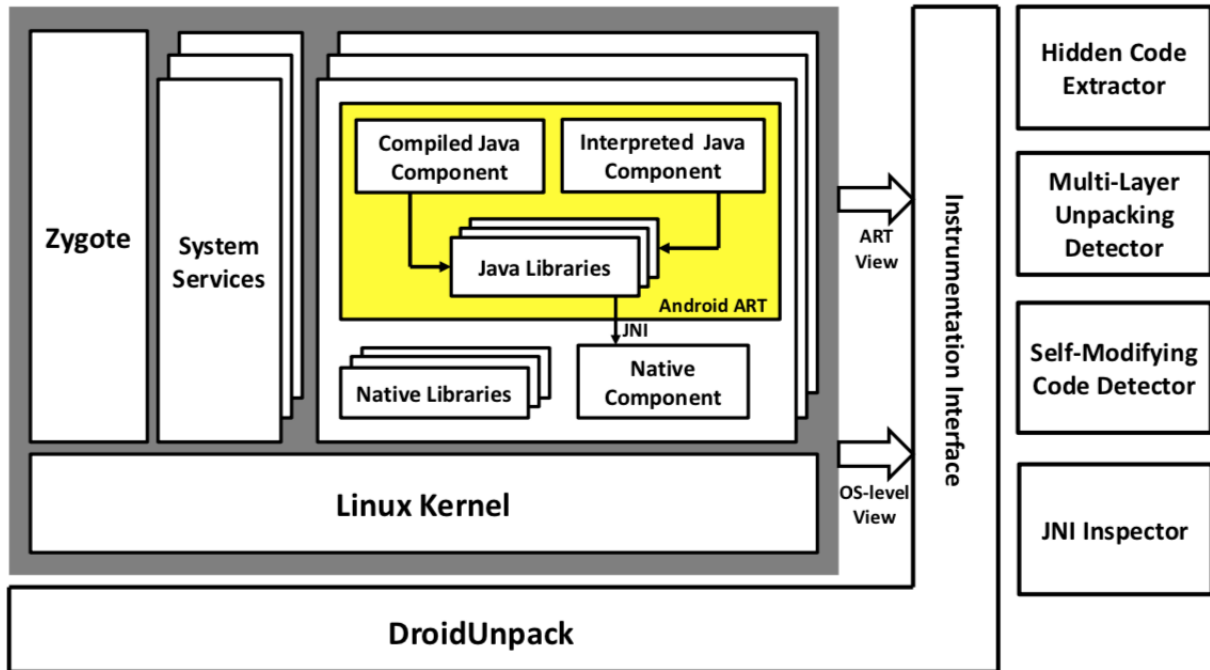 Zygote
System
Services
Compiled Java
Component
Interpreted Java
Component
Java Libraries
Android ART
JNI
Native Libraries
Native
Component
Linux Kernel
ART
View
OS-level
View
Instrumentation Interface
DroidUnpack
Hidden Code
Extractor
Multi-Layer
Unpacking
Detector
Self-Modifying
Code Detector
JNI Inspector